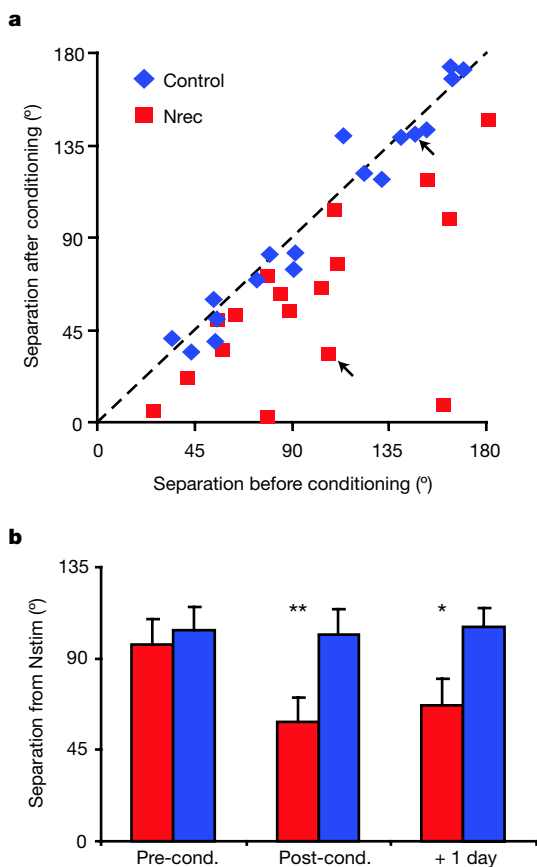 a
180
135
90
45
0
Separation after conditioning (º)
Control
Nrec
0 45 90 135 180
Separation before conditioning (º)
b
135
90
45
0
Separation from Nstim (º)
** *
Pre-cond. Post-cond. + 1 day